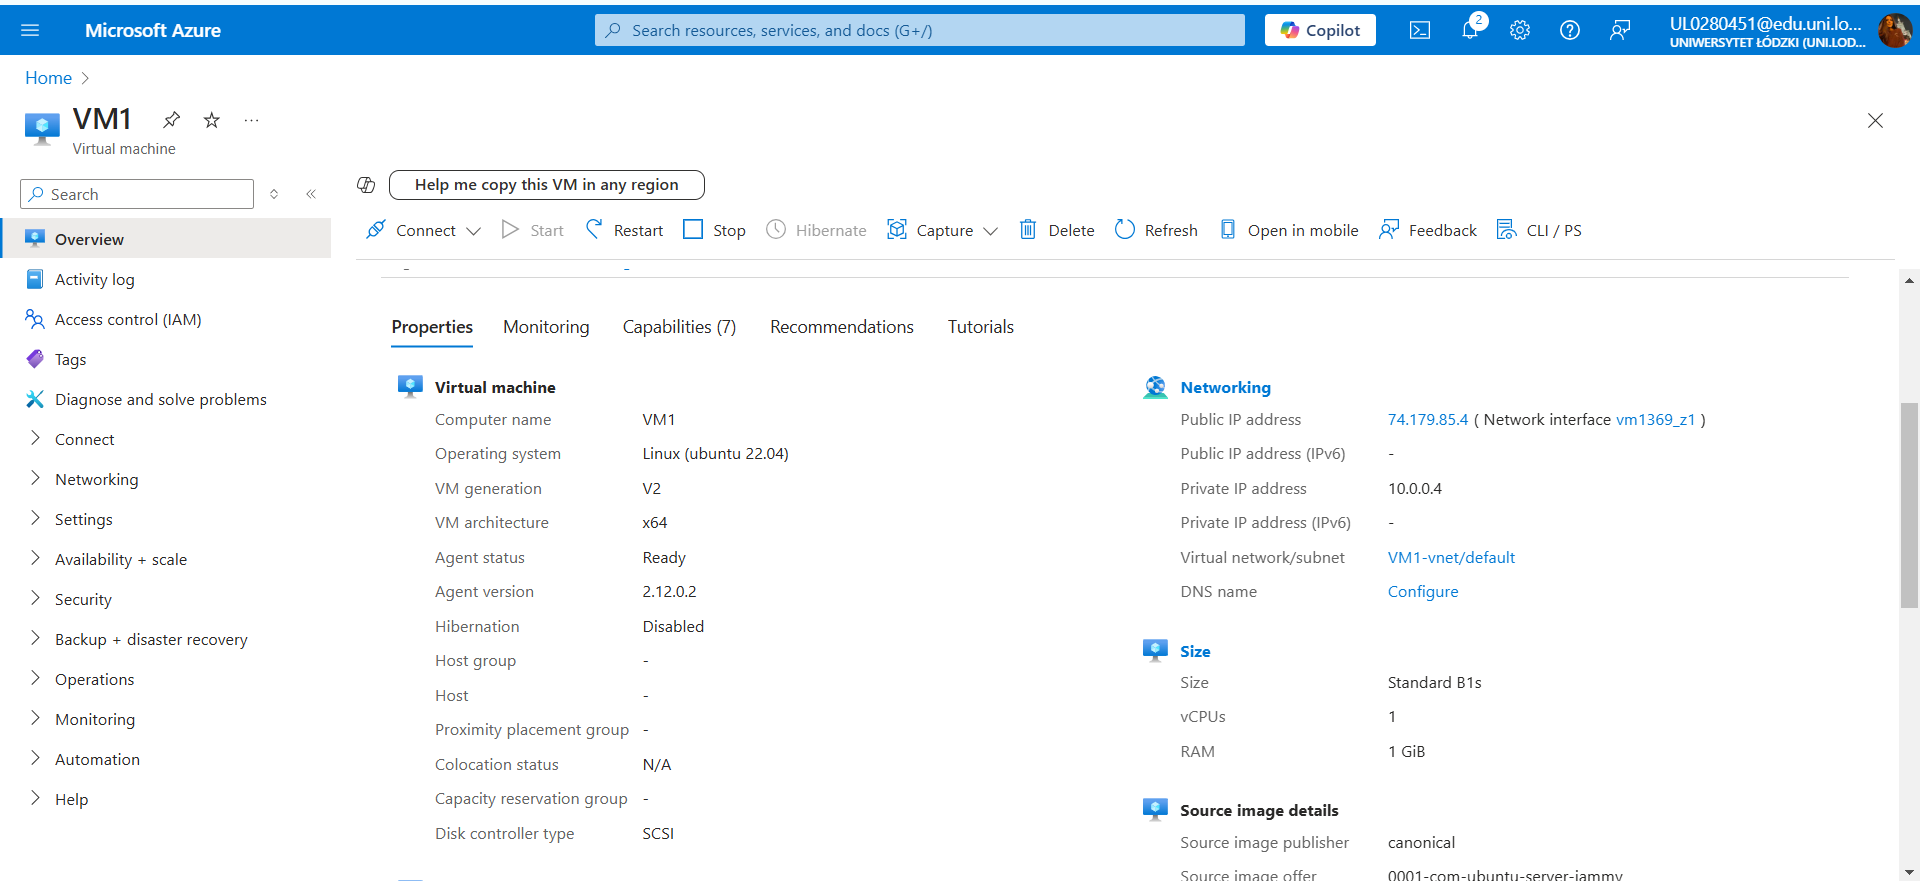 Microsoft Azure
Search resources, services, and docs (G+/)
Copilot
2
UL0280451@edu.uni.lo...
UNIWERSYTET ŁÓDZKI (UNI.LOD...
Home
VM1
Virtual machine
Search
Help me copy this VM in any region
Connect
Start
Restart
Stop
Hibernate
Capture
Delete
Refresh
Open in mobile
Feedback
CLI / PS
Overview
Activity log
Access control (IAM)
Tags
Diagnose and solve problems
Connect
Networking
Settings
Availability + scale
Security
Backup + disaster recovery
Operations
Monitoring
Automation
Help
Properties
Monitoring
Capabilities (7)
Recommendations
Tutorials
Virtual machine
Computer name VM1
Operating system Linux (ubuntu 22.04)
VM generation V2
VM architecture x64
Agent status Ready
Agent version 2.12.0.2
Hibernation Disabled
Host group -
Host -
Proximity placement group -
Colocation status N/A
Capacity reservation group -
Disk controller type SCSI
Networking
Public IP address 74.179.85.4 ( Network interface vm1369_z1 )
Public IP address (IPv6) -
Private IP address 10.0.0.4
Private IP address (IPv6) -
Virtual network/subnet VM1-vnet/default
DNS name Configure
Size
Size Standard B1s
vCPUs 1
RAM 1 GiB
Source image details
Source image publisher canonical
Source image offer 0001-com-ubuntu-server-jammy